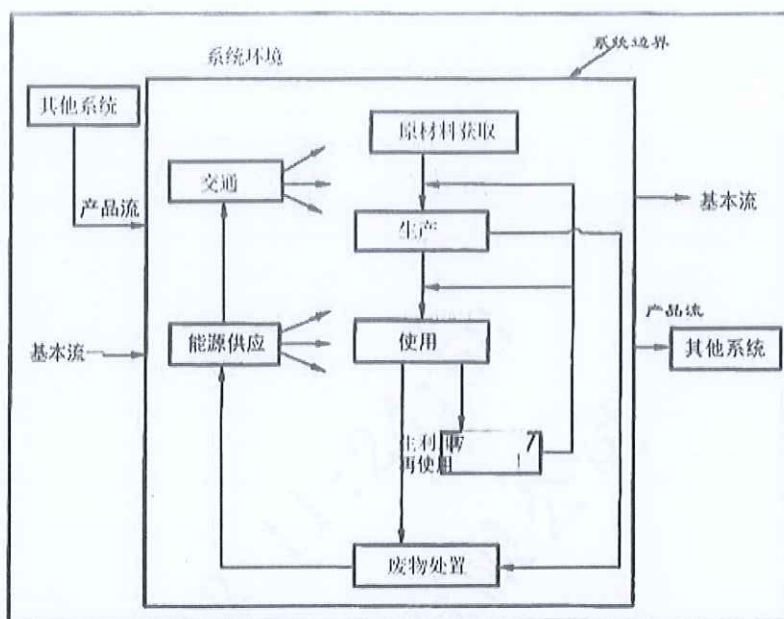 系统环境
系统边界
其他系统
原材料获取
交通
产品流
基本流
生产
产品流
能源供应
使用
基本流
其他系统
再使用
废物处置